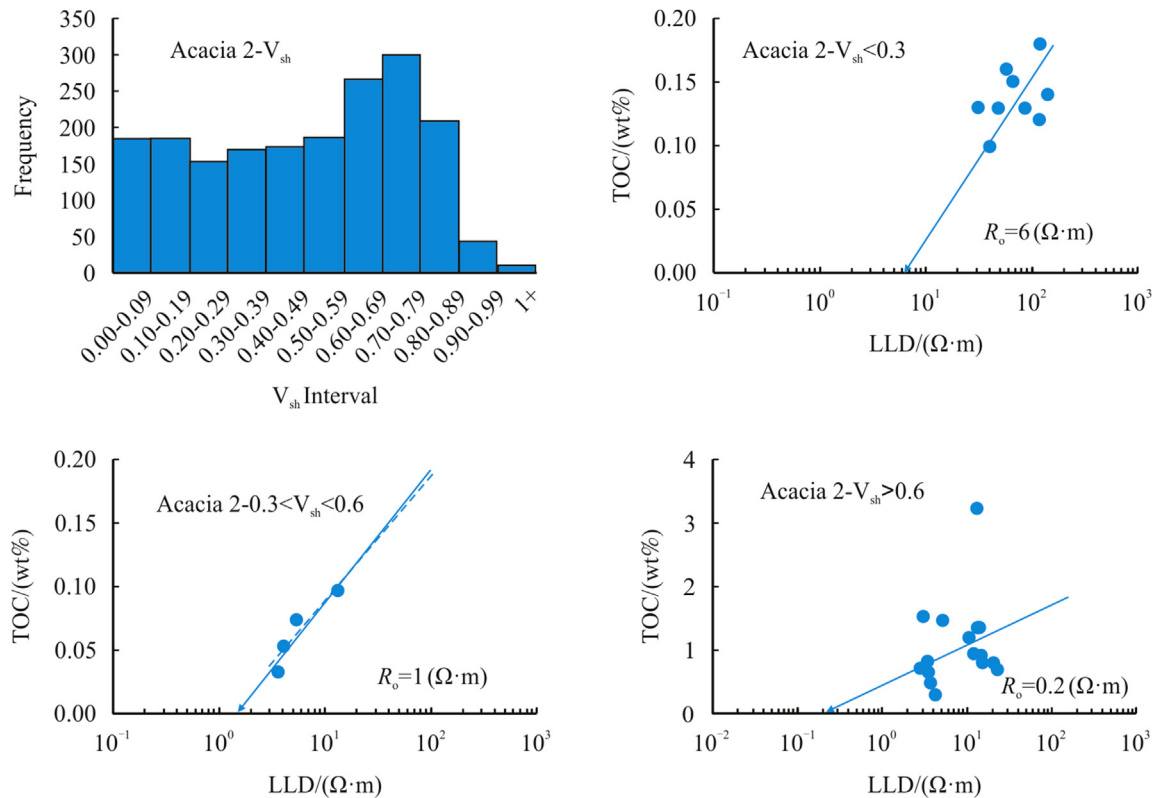 350
300
250
200
150
100
50
0
Frequency
Acacia 2-Vsh
0.00-0.09
0.10-0.19
0.20-0.29
0.30-0.39
0.40-0.49
0.50-0.59
0.60-0.69
0.70-0.79
0.80-0.89
0.90-0.99
1+
Vsh Interval
0.20
0.15
0.10
0.05
0.00
TOC/(wt%)
Acacia 2-Vsh<0.3
Ro=6 (Ω·m)
10⁻¹ 10⁰ 10¹ 10² 10³
LLD/(Ω·m)
0.20
0.15
0.10
0.05
0.00
TOC/(wt%)
Acacia 2-0.3<Vsh<0.6
Ro=1 (Ω·m)
10⁻¹ 10⁰ 10¹ 10² 10³
LLD/(Ω·m)
4
3
2
1
0
TOC/(wt%)
Acacia 2-Vsh>0.6
Ro=0.2 (Ω·m)
10⁻² 10⁻¹ 10⁰ 10¹ 10² 10³
LLD/(Ω·m)